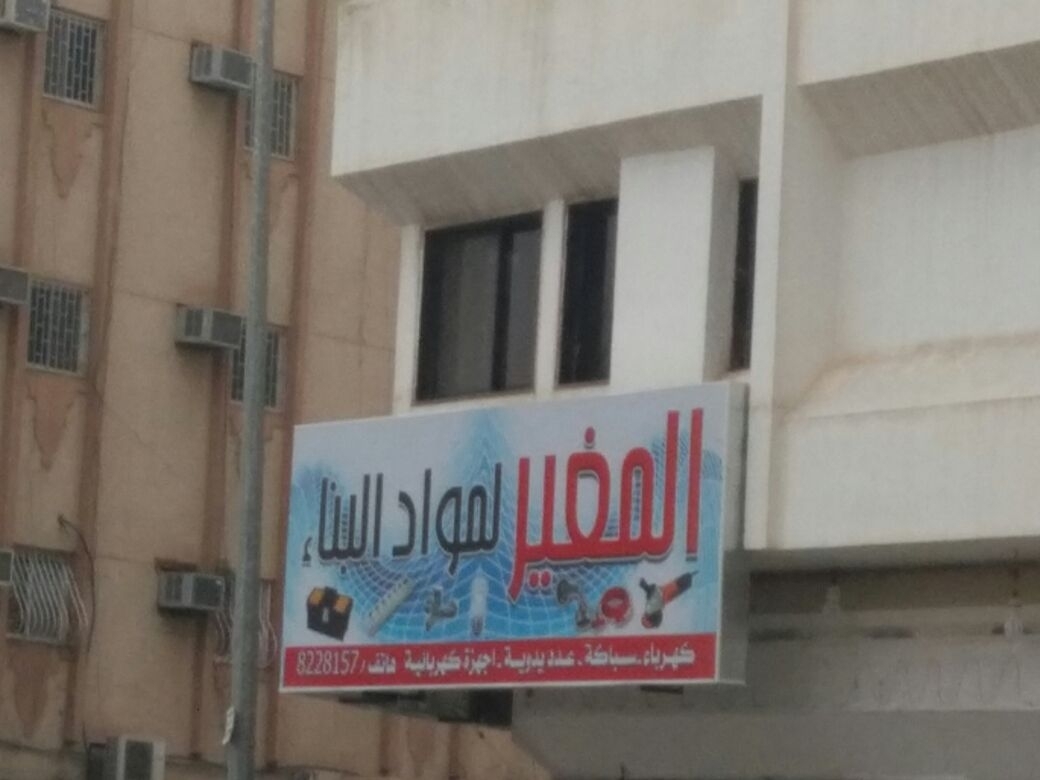 المغير لمواد البناء
كهرباء . سباكة . عدد يدوية . اجهزة كهربائية هاتف / 8228157